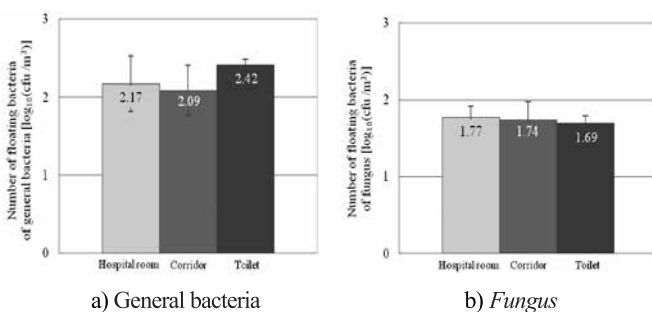 Number of floating bacteria
of general bacteria [log₁₀(cfu /m³)]
3
2
1
0
2.17
2.09
2.42
Hospital room Corridor Toilet
a) General bacteria
Number of floating bacteria
of fungus [log₁₀(cfu /m³)]
3
2
1
0
1.77
1.74
1.69
Hospital room Corridor Toilet
b) Fungus